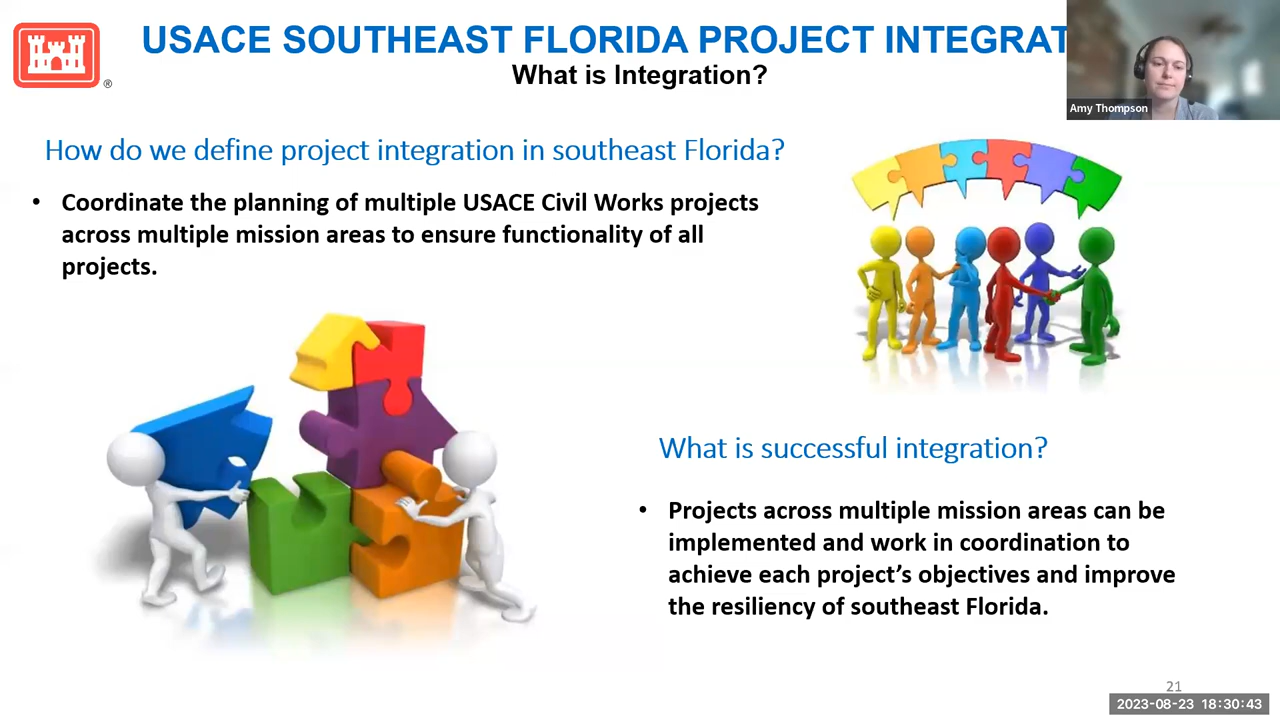 USACE SOUTHEAST FLORIDA PROJECT INTEGRAT
What is Integration?
®
Amy Thompson
How do we define project integration in southeast Florida?
• Coordinate the planning of multiple USACE Civil Works projects
across multiple mission areas to ensure functionality of all
projects.
What is successful integration?
• Projects across multiple mission areas can be
implemented and work in coordination to
achieve each project’s objectives and improve
the resiliency of southeast Florida.
21
2023-08-23 18:30:43